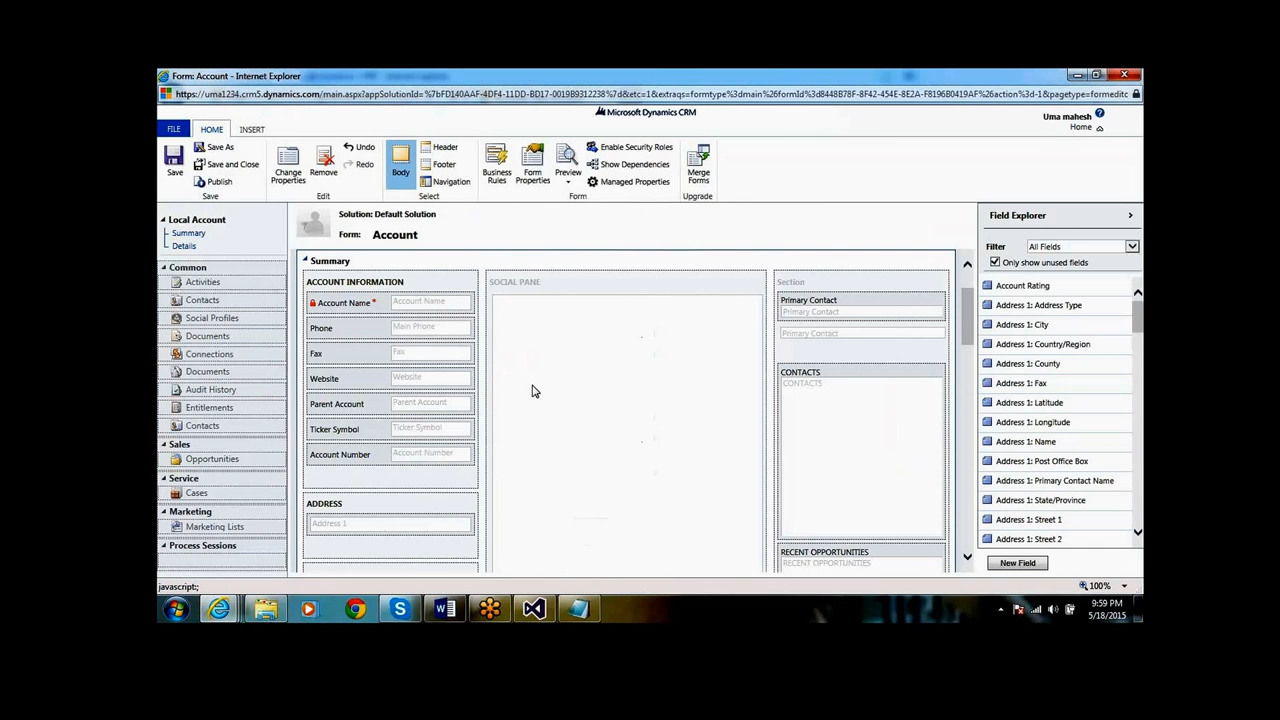 Form: Account - Internet Explorer
https://uma1234.crm5.dynamics.com/main.aspx?appSolutionId=%7bFD140AAF-4DF4-11DD-BD17-0019B9312238%7d&etc=1&extraqs=formtype%3dmain%26formId%3d8448B78F-8F42-454E-8E2A-F8196B0419AF%26action%3d-1&pagetype=formeditc
Microsoft Dynamics CRM
Uma mahesh
Home
FILE HOME INSERT
Save
Save As
Save and Close
Publish
Save
Change Properties
Remove
Undo
Redo
Edit
Body
Header
Footer
Navigation
Select
Business Rules
Form Properties
Preview
Enable Security Roles
Show Dependencies
Managed Properties
Form
Merge Forms
Upgrade
Local Account
Summary
Details
Common
Activities
Contacts
Social Profiles
Documents
Connections
Documents
Audit History
Entitlements
Contacts
Sales
Opportunities
Service
Cases
Marketing
Marketing Lists
Process Sessions
Solution: Default Solution
Form: Account
Summary
ACCOUNT INFORMATION
Account Name * Account Name
Phone Main Phone
Fax Fax
Website Website
Parent Account Parent Account
Ticker Symbol Ticker Symbol
Account Number Account Number
ADDRESS
Address 1
SOCIAL PANE
Section
Primary Contact
Primary Contact
Primary Contact
CONTACTS
CONTACTS
RECENT OPPORTUNITIES
RECENT OPPORTUNITIES
Field Explorer
Filter All Fields
Only show unused fields
Account Rating
Address 1: Address Type
Address 1: City
Address 1: Country/Region
Address 1: County
Address 1: Fax
Address 1: Latitude
Address 1: Longitude
Address 1: Name
Address 1: Post Office Box
Address 1: Primary Contact Name
Address 1: State/Province
Address 1: Street 1
Address 1: Street 2
New Field
javascript:;
100%
9:59 PM
5/18/2015